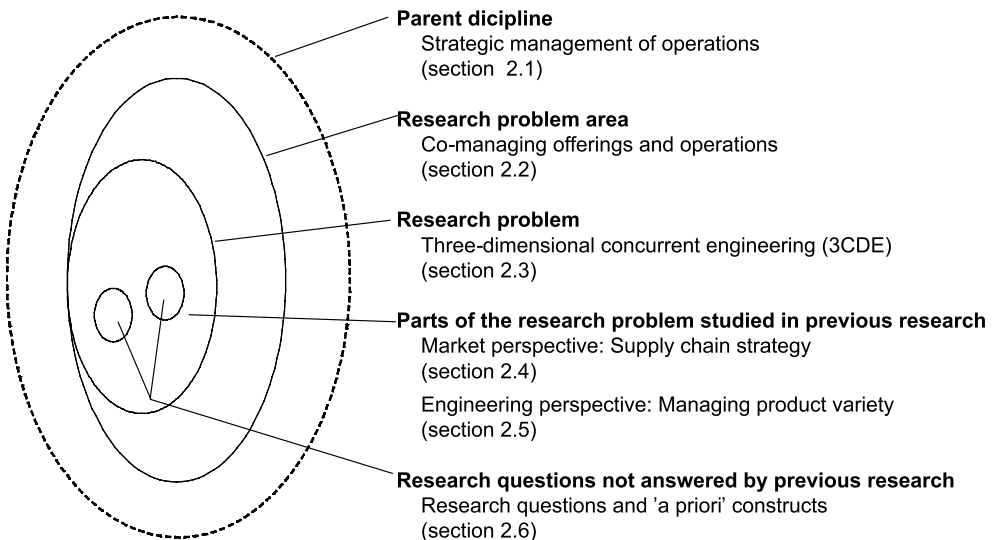 Parent dicipline
Strategic management of operations
(section 2.1)
Research problem area
Co-managing offerings and operations
(section 2.2)
Research problem
Three-dimensional concurrent engineering (3CDE)
(section 2.3)
Parts of the research problem studied in previous research
Market perspective: Supply chain strategy
(section 2.4)
Engineering perspective: Managing product variety
(section 2.5)
Research questions not answered by previous research
Research questions and ’a priori’ constructs
(section 2.6)